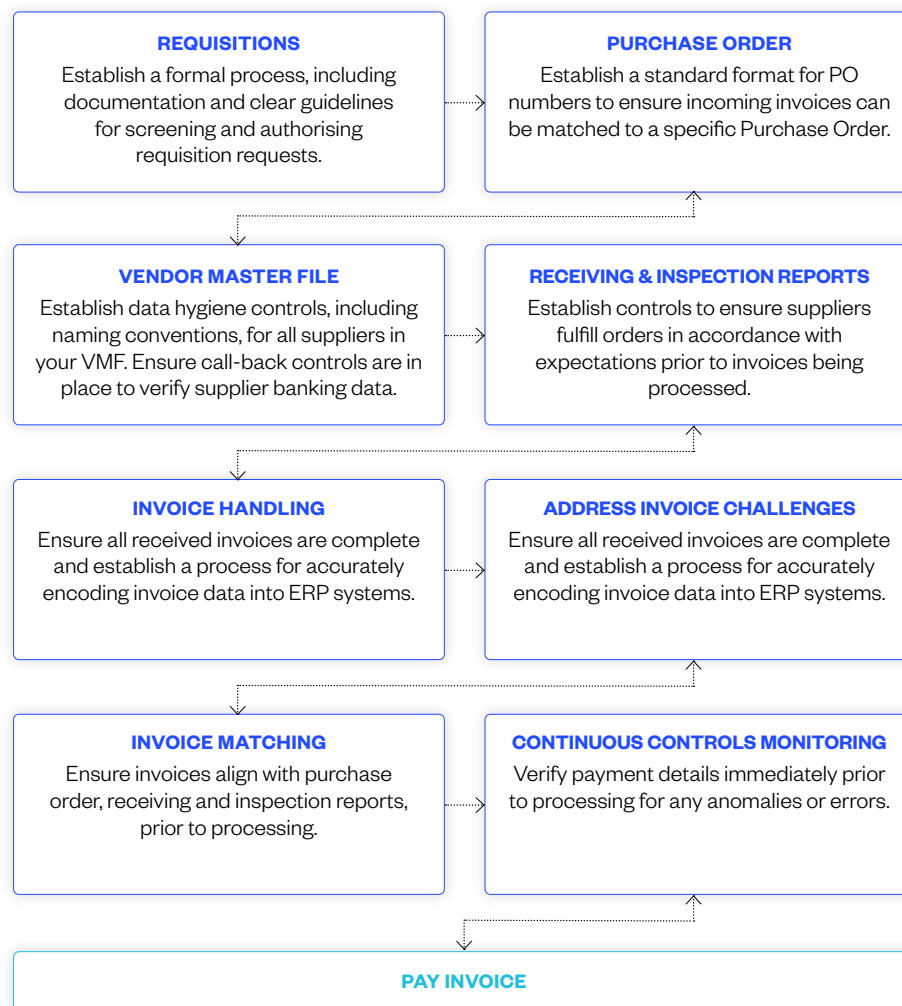 REQUISITIONS
Establish a formal process, including
documentation and clear guidelines
for screening and authorising
requisition requests.
PURCHASE ORDER
Establish a standard format for PO
numbers to ensure incoming invoices can
be matched to a specific Purchase Order.
VENDOR MASTER FILE
Establish data hygiene controls, including
naming conventions, for all suppliers in
your VMF. Ensure call-back controls are in
place to verify supplier banking data.
RECEIVING & INSPECTION REPORTS
Establish controls to ensure suppliers
fulfill orders in accordance with
expectations prior to invoices being
processed.
INVOICE HANDLING
Ensure all received invoices are complete
and establish a process for accurately
encoding invoice data into ERP systems.
ADDRESS INVOICE CHALLENGES
Ensure all received invoices are complete
and establish a process for accurately
encoding invoice data into ERP systems.
INVOICE MATCHING
Ensure invoices align with purchase
order, receiving and inspection reports,
prior to processing.
CONTINUOUS CONTROLS MONITORING
Verify payment details immediately prior
to processing for any anomalies or errors.
PAY INVOICE